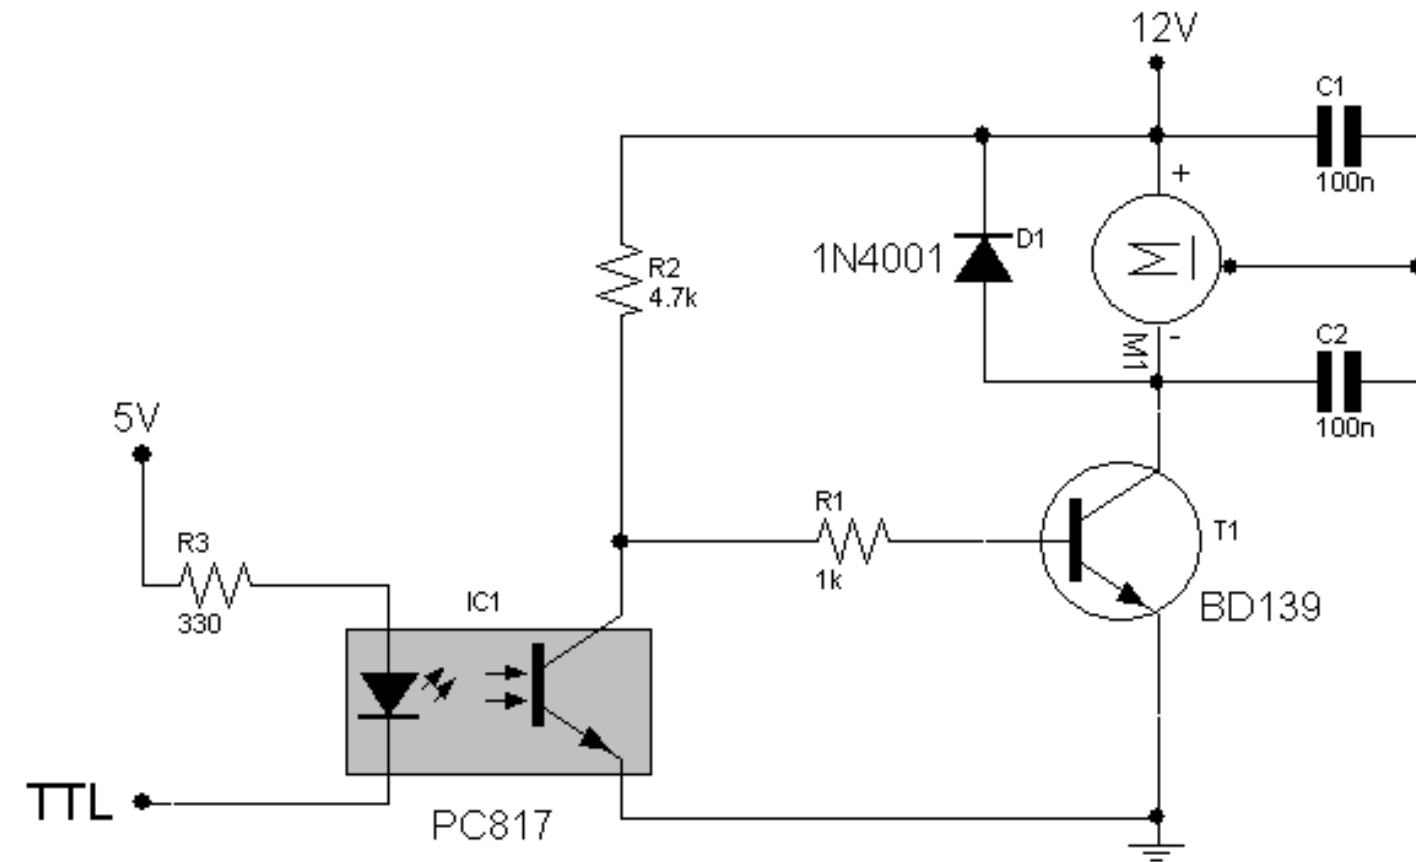 12V
C1
100n
+
M
1N4001
D1
R2
4.7k
-
M1
C2
100n
5V
R1
1k
T1
BD139
R3
330
IC1
TTL
PC817